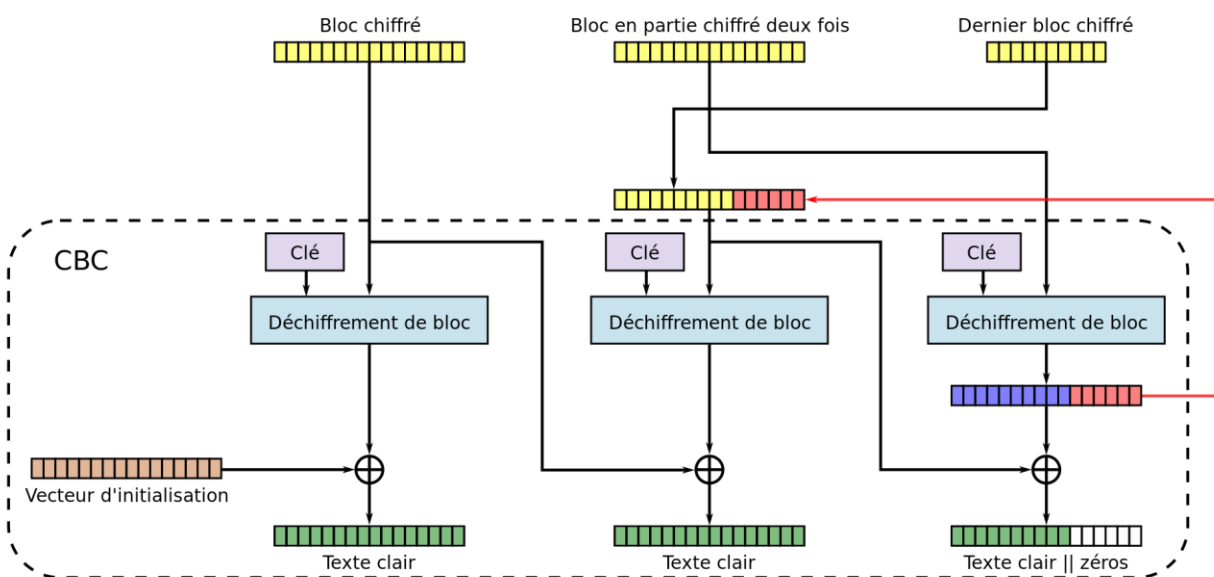 Bloc chiffré
Bloc en partie chiffré deux fois
Dernier bloc chiffré
CBC
Clé
Clé
Clé
Déchiffrement de bloc
Déchiffrement de bloc
Déchiffrement de bloc
Vecteur d'initialisation
Texte clair
Texte clair
Texte clair || zéros